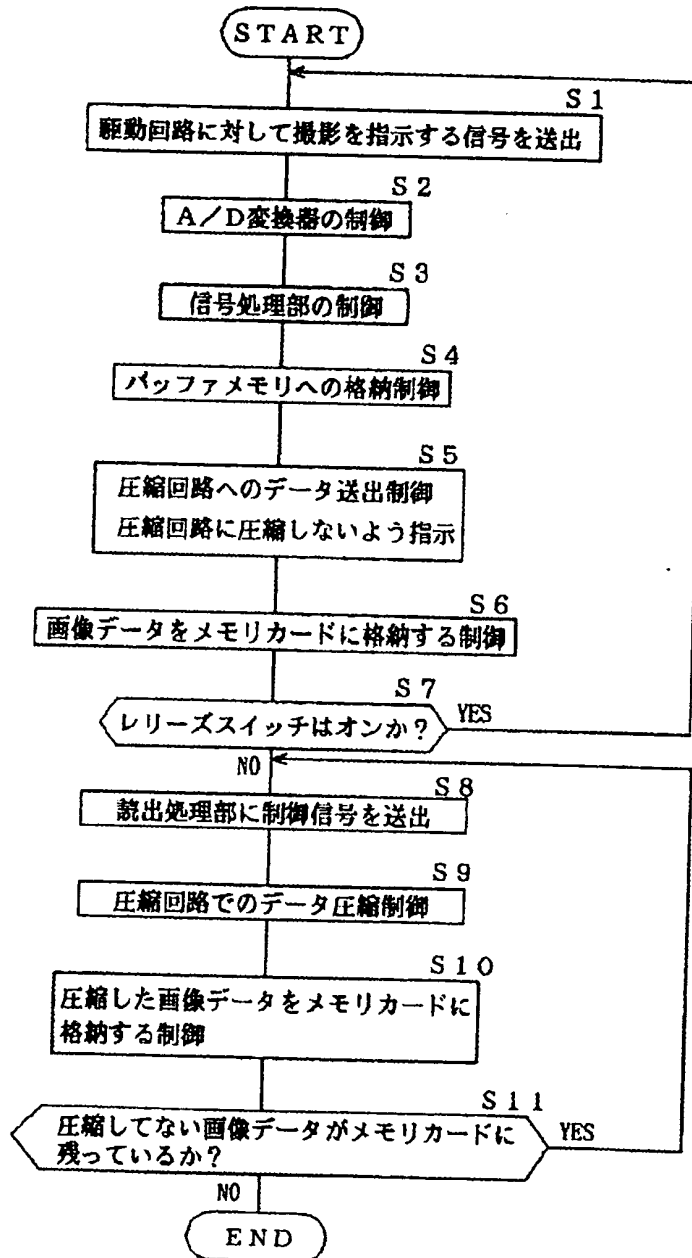 START
S1
駆動回路に対して撮影を指示する信号を送出
S2
A/D変換器の制御
S3
信号処理部の制御
S4
バッファメモリへの格納制御
S5
圧縮回路へのデータ送出制御
圧縮回路に圧縮しないよう指示
S6
画像データをメモリカードに格納する制御
S7
レリーズスイッチはオンか?
YES
NO
S8
読出処理部に制御信号を送出
S9
圧縮回路でのデータ圧縮制御
S10
圧縮した画像データをメモリカードに
格納する制御
S11
圧縮してない画像データがメモリカードに
残っているか?
YES
NO
END